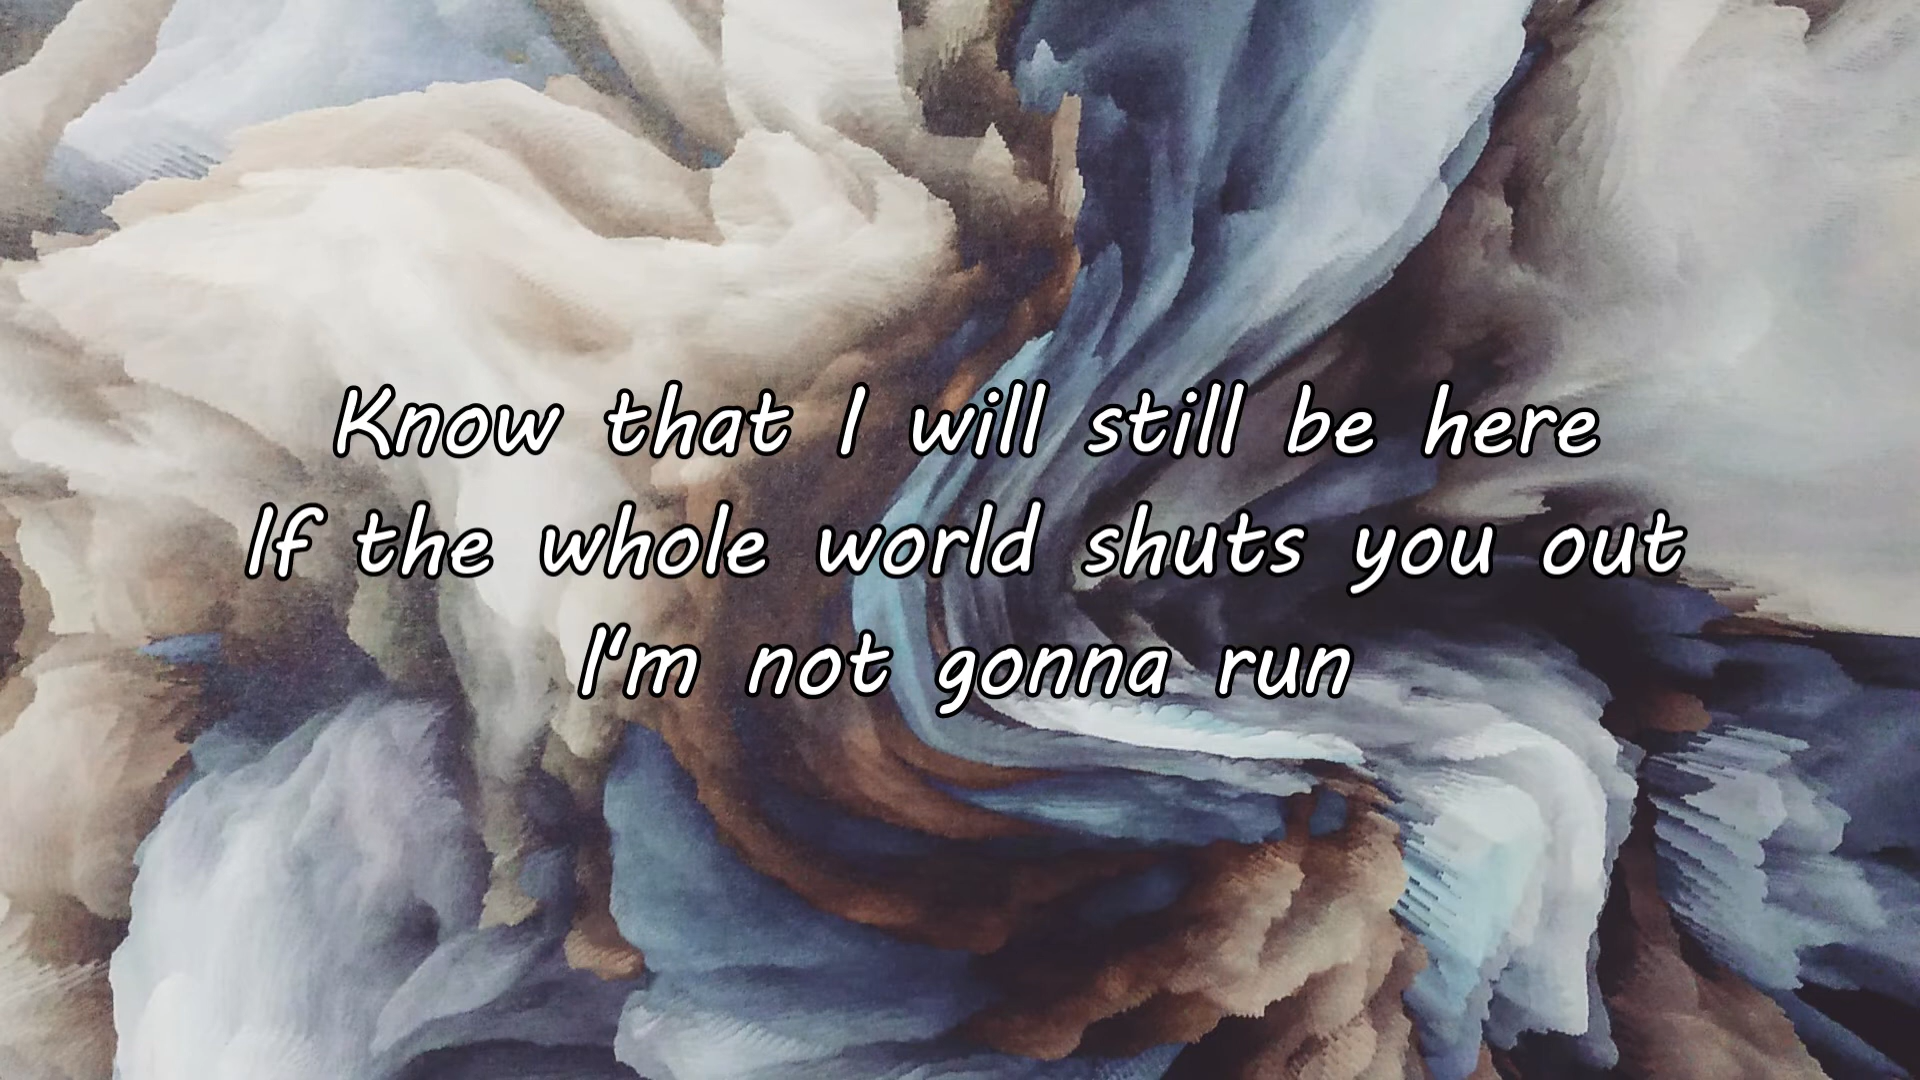 Know that I will still be here
If the whole world shuts you out
I'm not gonna run